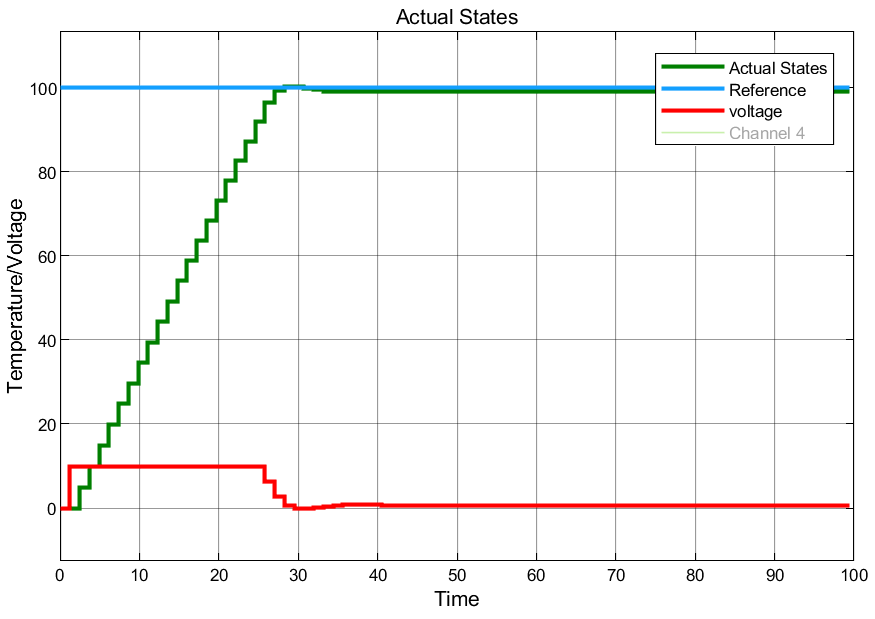 Actual States
Actual States
Reference
voltage
Channel 4
Temperature/Voltage
100
80
60
40
20
0
0 10 20 30 40 50 60 70 80 90 100
Time